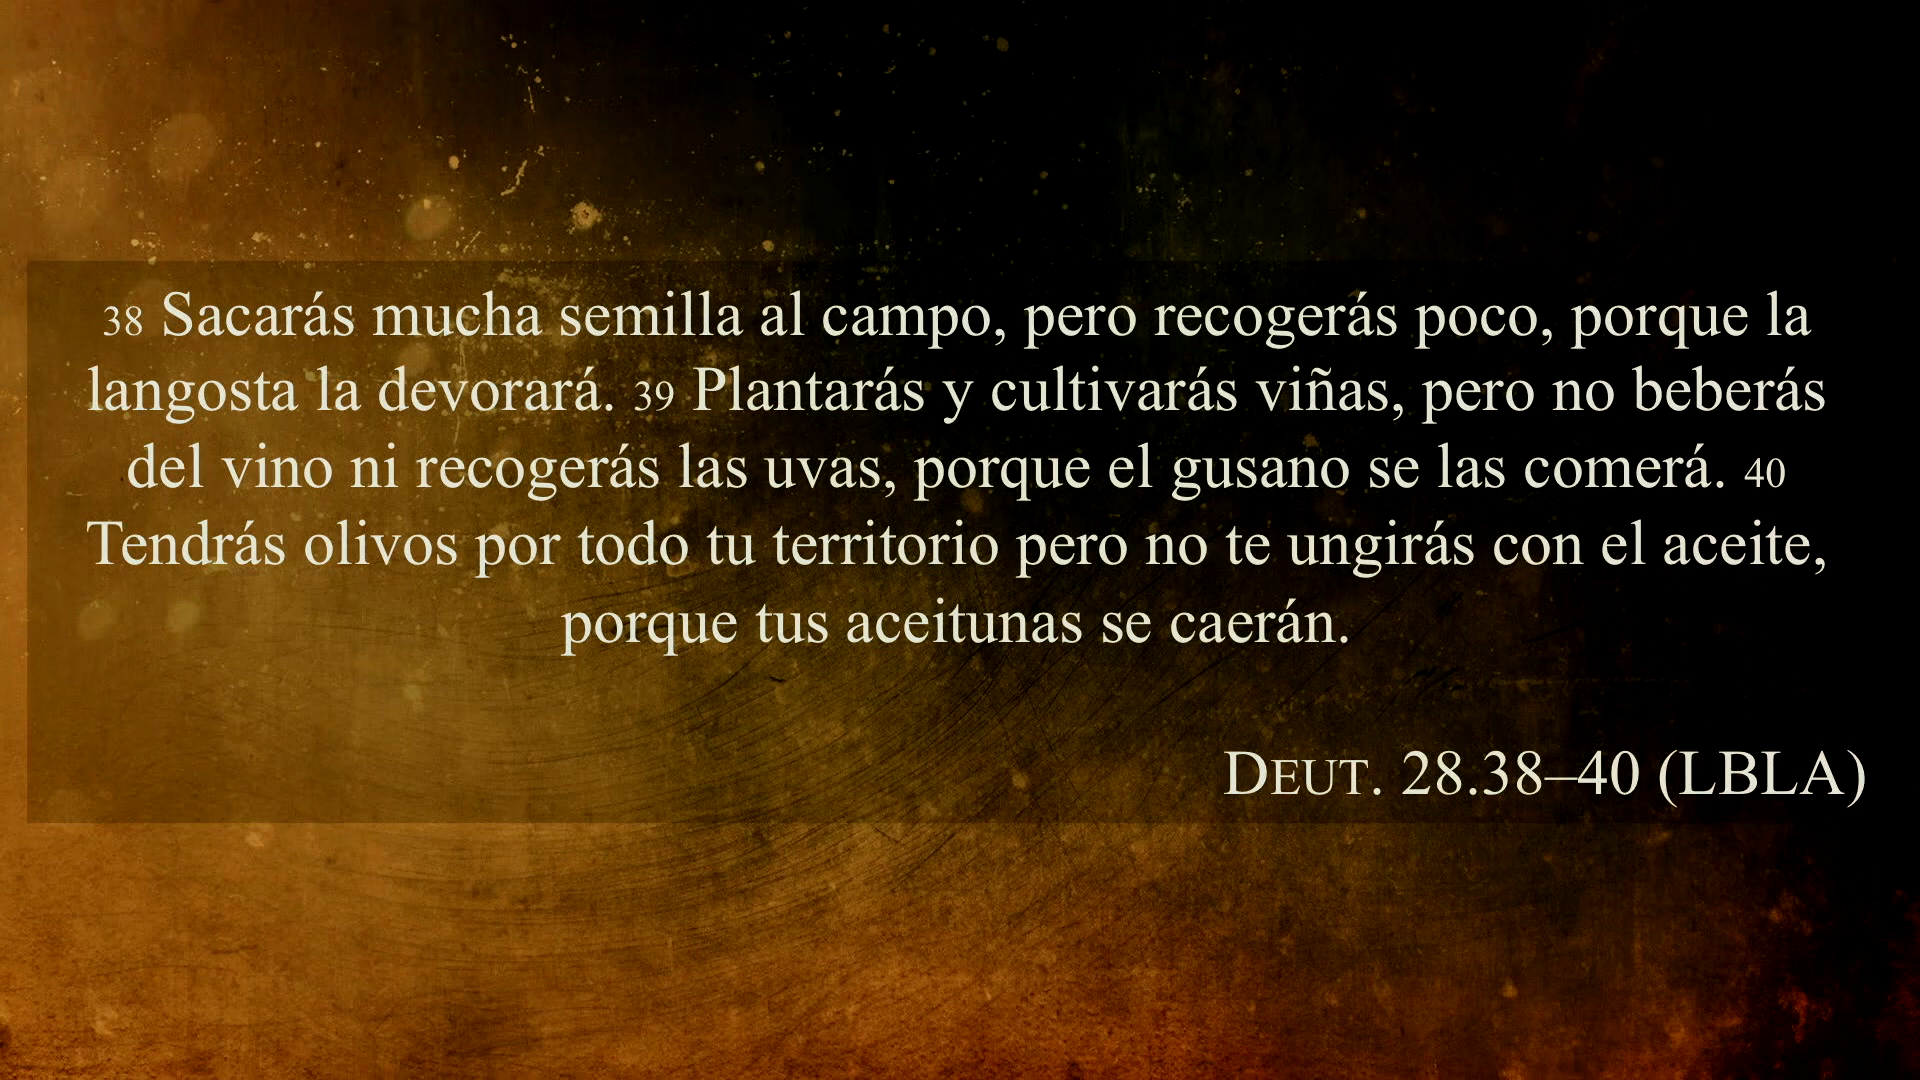 38 Sacarás mucha semilla al campo, pero recogerás poco, porque la
langosta la devorará. 39 Plantarás y cultivarás viñas, pero no beberás
del vino ni recogerás las uvas, porque el gusano se las comerá. 40
Tendrás olivos por todo tu territorio pero no te ungirás con el aceite,
porque tus aceitunas se caerán.
DEUT. 28.38–40 (LBLA)